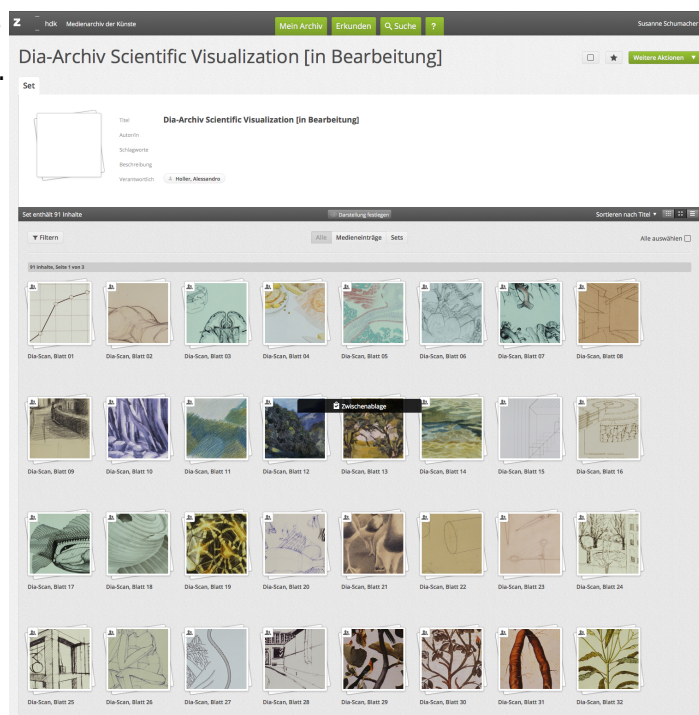 Z hdk Medienarchiv der Künste Mein Archiv Erkunden Suche ? Susanne Schumacher
Dia-Archiv Scientific Visualization [in Bearbeitung] Weitere Aktionen
Set
Titel Dia-Archiv Scientific Visualization [in Bearbeitung]
Autor/in
Schlagworte
Beschreibung
Verantwortlich Holler, Alessandro
Set enthält 91 Inhalte Darstellung festlegen Sortieren nach Titel
Filtern Alle Medieneinträge Sets Alle auswählen
91 Inhalte, Seite 1 von 3
Dia-Scan, Blatt 01 Dia-Scan, Blatt 02 Dia-Scan, Blatt 03 Dia-Scan, Blatt 04 Dia-Scan, Blatt 05 Dia-Scan, Blatt 06 Dia-Scan, Blatt 07 Dia-Scan, Blatt 08
Zwischenablage
Dia-Scan, Blatt 09 Dia-Scan, Blatt 10 Dia-Scan, Blatt 11 Dia-Scan, Blatt 12 Dia-Scan, Blatt 13 Dia-Scan, Blatt 14 Dia-Scan, Blatt 15 Dia-Scan, Blatt 16
Dia-Scan, Blatt 17 Dia-Scan, Blatt 18 Dia-Scan, Blatt 19 Dia-Scan, Blatt 20 Dia-Scan, Blatt 21 Dia-Scan, Blatt 22 Dia-Scan, Blatt 23 Dia-Scan, Blatt 24
Dia-Scan, Blatt 25 Dia-Scan, Blatt 26 Dia-Scan, Blatt 27 Dia-Scan, Blatt 28 Dia-Scan, Blatt 29 Dia-Scan, Blatt 30 Dia-Scan, Blatt 31 Dia-Scan, Blatt 32